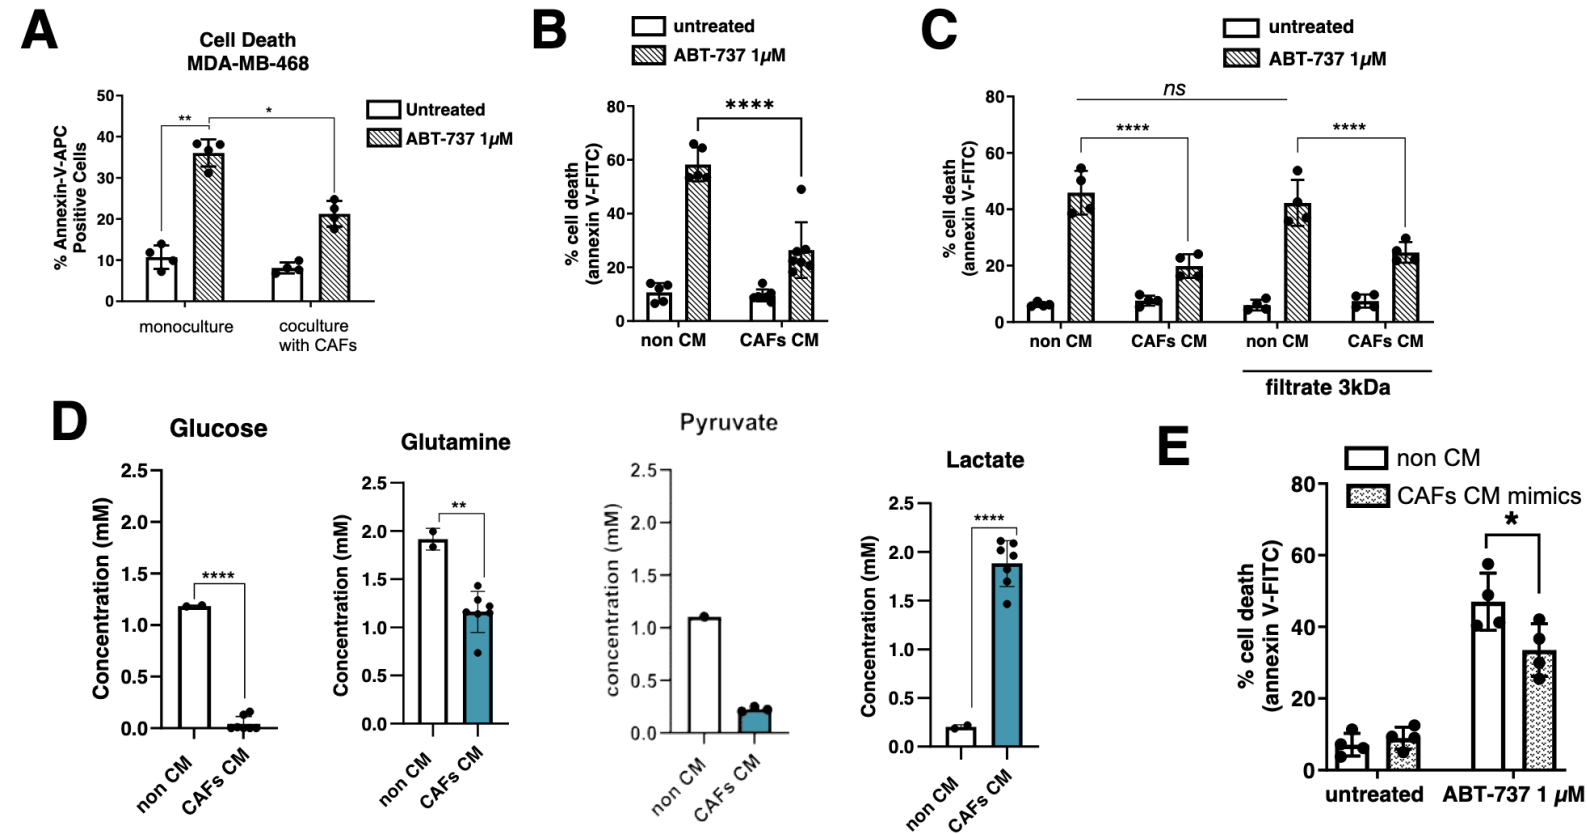 A
Cell Death
MDA-MB-468
Untreated
ABT-737 1µM
% Annexin-V-APC
Positive Cells
50
40
30
20
10
0
**
*
monoculture
coculture
with CAFs
B
untreated
ABT-737 1µM
% cell death
(annexin V-FITC)
80
60
40
20
0
****
non CM
CAFs CM
C
untreated
ABT-737 1µM
% cell death
(annexin V-FITC)
80
60
40
20
0
ns
****
****
non CM
CAFs CM
non CM
CAFs CM
filtrate 3kDa
D
Glucose
Concentration (mM)
2.5
2.0
1.5
1.0
0.5
0.0
****
non CM
CAFs CM
Glutamine
Concentration (mM)
2.5
2.0
1.5
1.0
0.5
0.0
**
non CM
CAFs CM
Pyruvate
concentration (mM)
2.5
2.0
1.5
1.0
0.5
0.0
non CM
CAFs CM
Lactate
Concentration (mM)
2.5
2.0
1.5
1.0
0.5
0.0
****
non CM
CAFs CM
E
non CM
CAFs CM mimics
% cell death
(annexin V-FITC)
80
60
40
20
0
*
untreated
ABT-737 1 µM